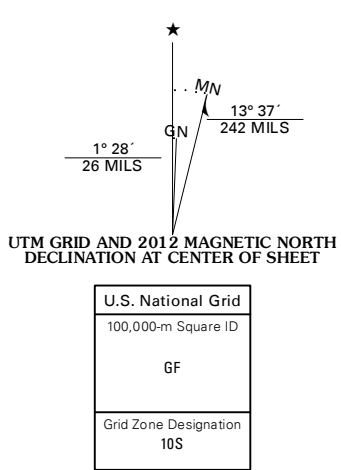 ★
MN
13° 37´
242 MILS
GN
1° 28´
26 MILS
UTM GRID AND 2012 MAGNETIC NORTH
DECLINATION AT CENTER OF SHEET
U.S. National Grid
100,000-m Square ID
GF
Grid Zone Designation
10S